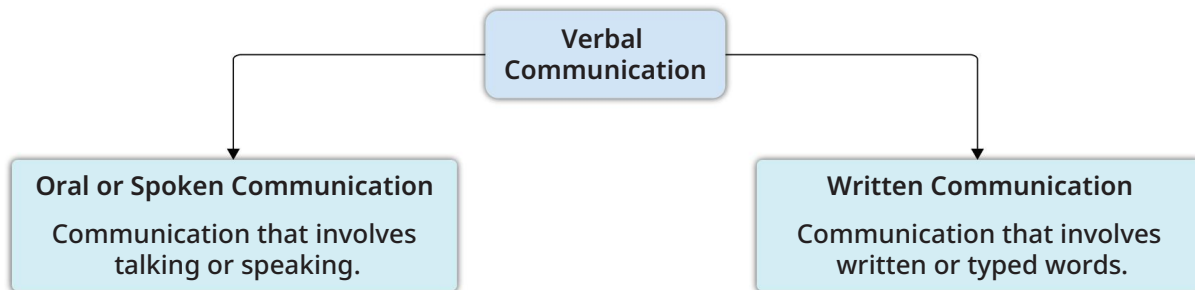 Verbal
Communication
Oral or Spoken Communication
Communication that involves
talking or speaking.
Written Communication
Communication that involves
written or typed words.